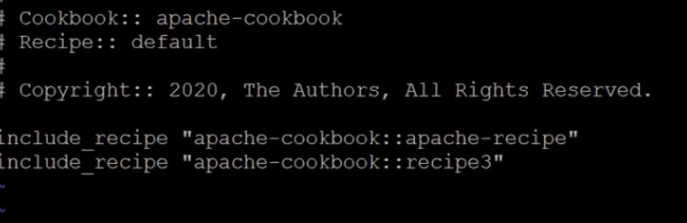 # Cookbook:: apache-cookbook
# Recipe:: default
#
# Copyright:: 2020, The Authors, All Rights Reserved.
include_recipe "apache-cookbook::apache-recipe"
include_recipe "apache-cookbook::recipe3"
~
~